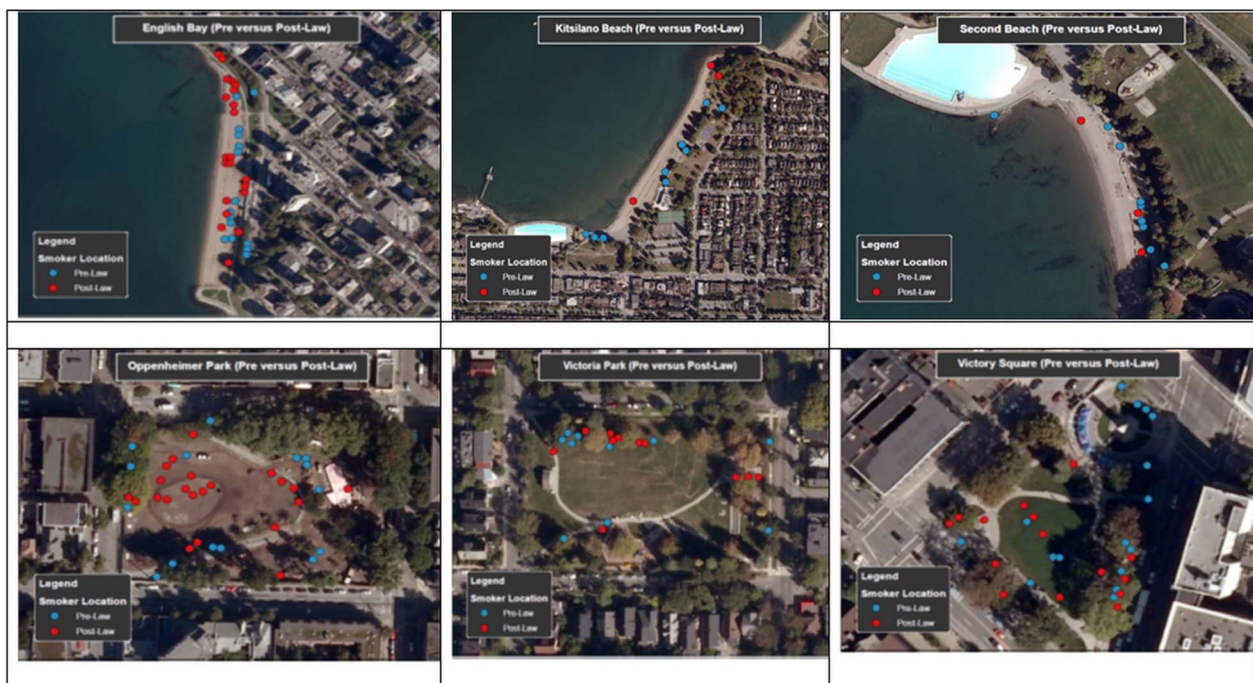 English Bay (Pre versus Post-Law)
Legend
Smoker Location
Pre-Law
Post-Law
Kitsilano Beach (Pre versus Post-Law)
Legend
Smoker Location
Pre-Law
Post-Law
Second Beach (Pre versus Post-Law)
Legend
Smoker Location
Pre-Law
Post-Law
Oppenheimer Park (Pre versus Post-Law)
Legend
Smoker Location
Pre-Law
Post-Law
Victoria Park (Pre versus Post-Law)
Legend
Smoker Location
Pre-Law
Post-Law
Victory Square (Pre versus Post-Law)
Legend
Smoker Location
Pre-Law
Post-Law